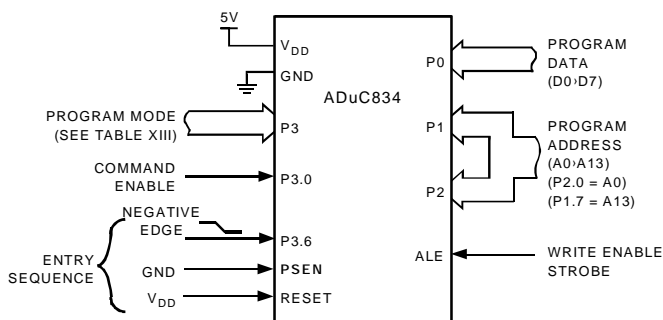 5V
V_DD
GND
PROGRAM MODE
(SEE TABLE XIII)
P3
COMMAND
ENABLE
P3.0
NEGATIVE
EDGE
P3.6
ENTRY
SEQUENCE
GND
PSEN
V_DD
RESET
ADuC834
P0
PROGRAM
DATA
(D0›D7)
P1
P2
PROGRAM
ADDRESS
(A0›A13)
(P2.0 = A0)
(P1.7 = A13)
ALE
WRITE ENABLE
STROBE